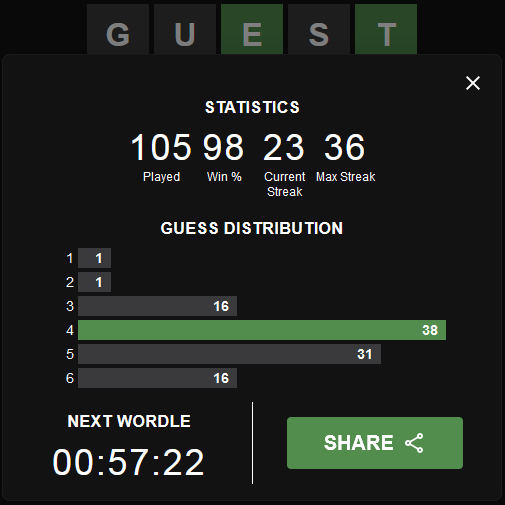 GUEST
STATISTICS
105 98 23 36
Played Win % Current Streak Max Streak
GUESS DISTRIBUTION
1 1
2 1
3 16
4 38
5 31
6 16
NEXT WORDLE
00:57:22
SHARE